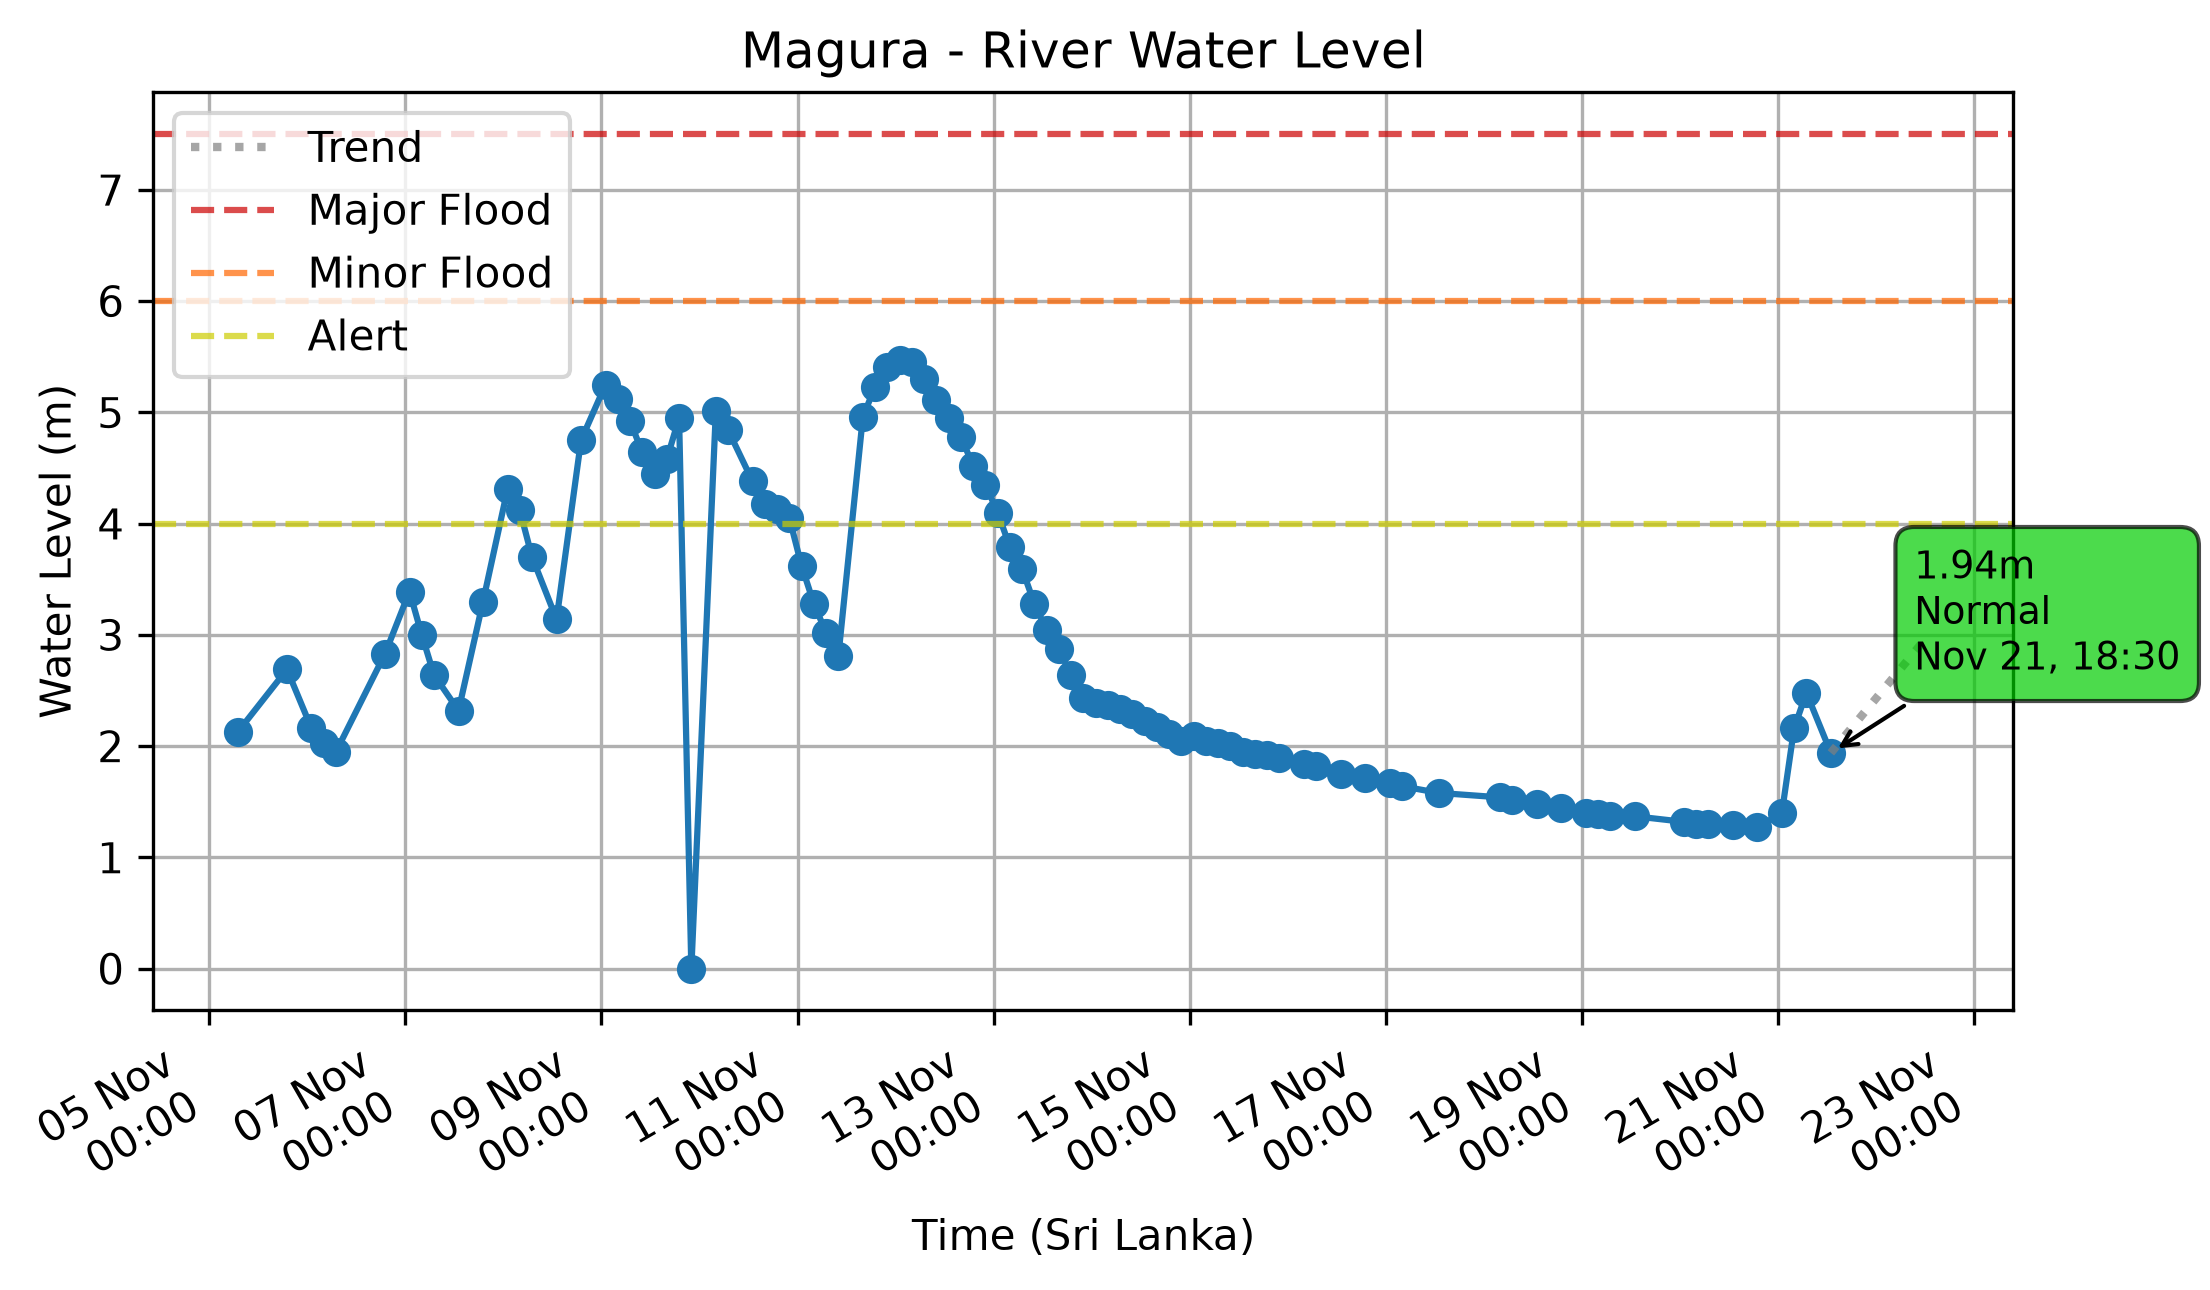 Magura - River Water Level
Trend
Major Flood
Minor Flood
Alert
Water Level (m)
7
6
5
4
3
2
1
0
1.94m
Normal
Nov 21, 18:30
05 Nov
00:00
07 Nov
00:00
09 Nov
00:00
11 Nov
00:00
13 Nov
00:00
15 Nov
00:00
17 Nov
00:00
19 Nov
00:00
21 Nov
00:00
23 Nov
00:00
Time (Sri Lanka)